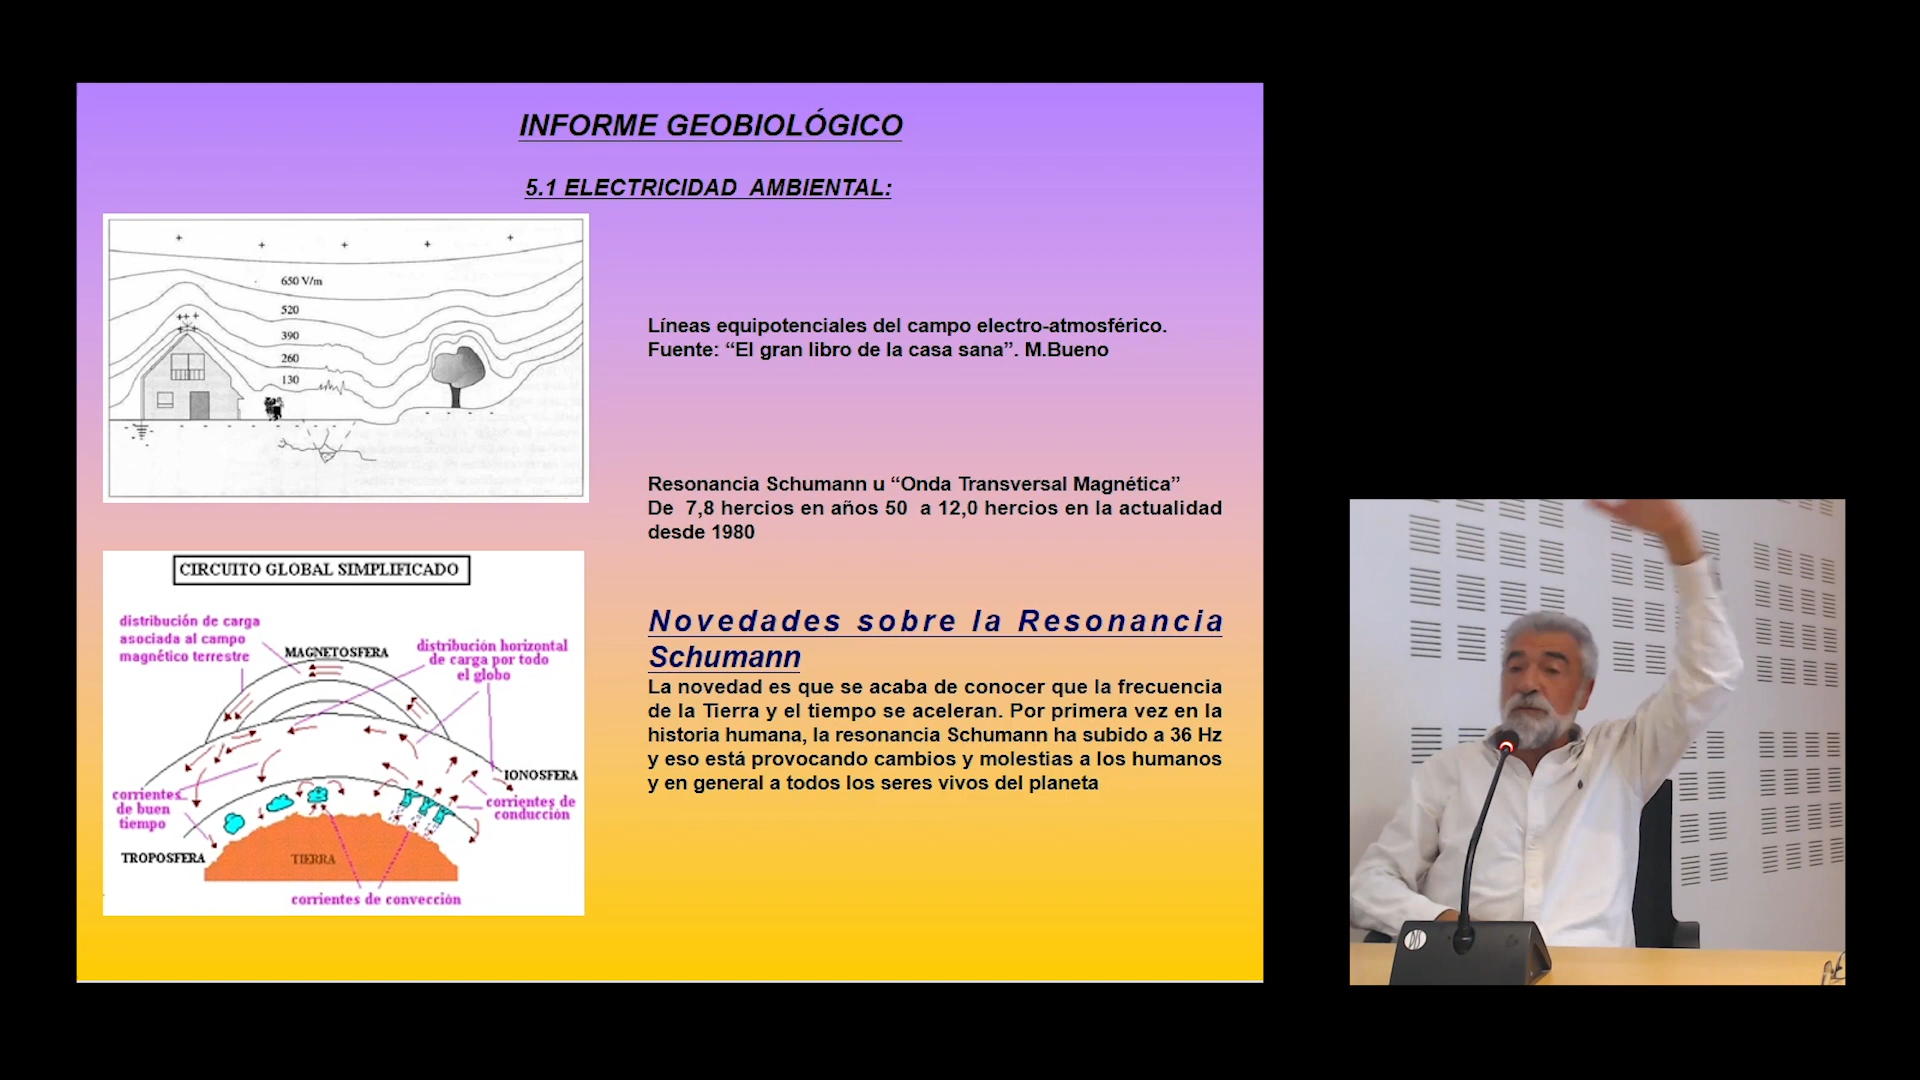 INFORME GEOBIOLÓGICO
5.1 ELECTRICIDAD AMBIENTAL:
650 V/m
520
390
260
130
Líneas equipotenciales del campo electro-atmosférico.
Fuente: “El gran libro de la casa sana”. M.Bueno
Resonancia Schumann u “Onda Transversal Magnética”
De 7,8 hercios en años 50 a 12,0 hercios en la actualidad
desde 1980
CIRCUITO GLOBAL SIMPLIFICADO
distribución de carga
asociada al campo
magnético terrestre
MAGNETOSFERA
distribución horizontal
de carga por todo
el globo
IONOSFERA
corrientes
de buen
tiempo
corrientes de
conducción
TROPOSFERA
TIERRA
corrientes de convección
Novedades sobre la Resonancia
Schumann
La novedad es que se acaba de conocer que la frecuencia
de la Tierra y el tiempo se aceleran. Por primera vez en la
historia humana, la resonancia Schumann ha subido a 36 Hz
y eso está provocando cambios y molestias a los humanos
y en general a todos los seres vivos del planeta